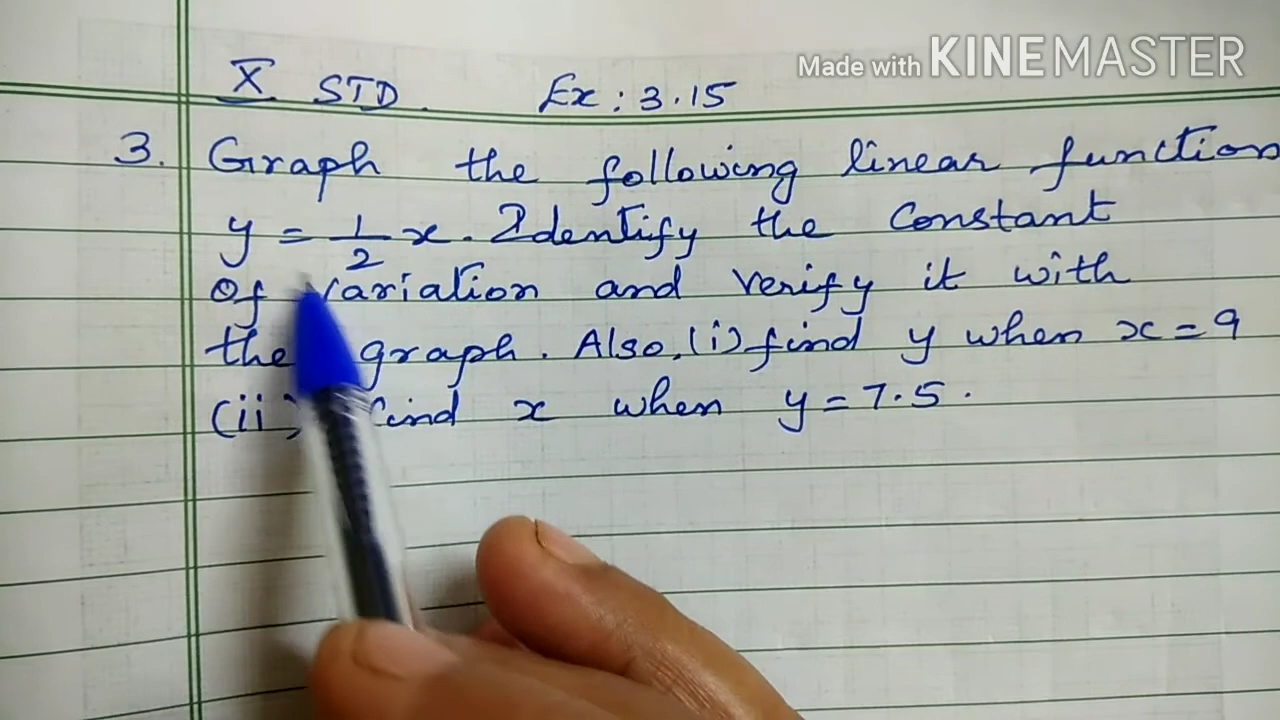 Made with KINEMASTER
X STD. Ex: 3.15
3. Graph the following linear function
y = 1/2 x. Identify the constant
of variation and verify it with
the graph. Also, (i) find y when x = 9
(ii) find x when y = 7.5.